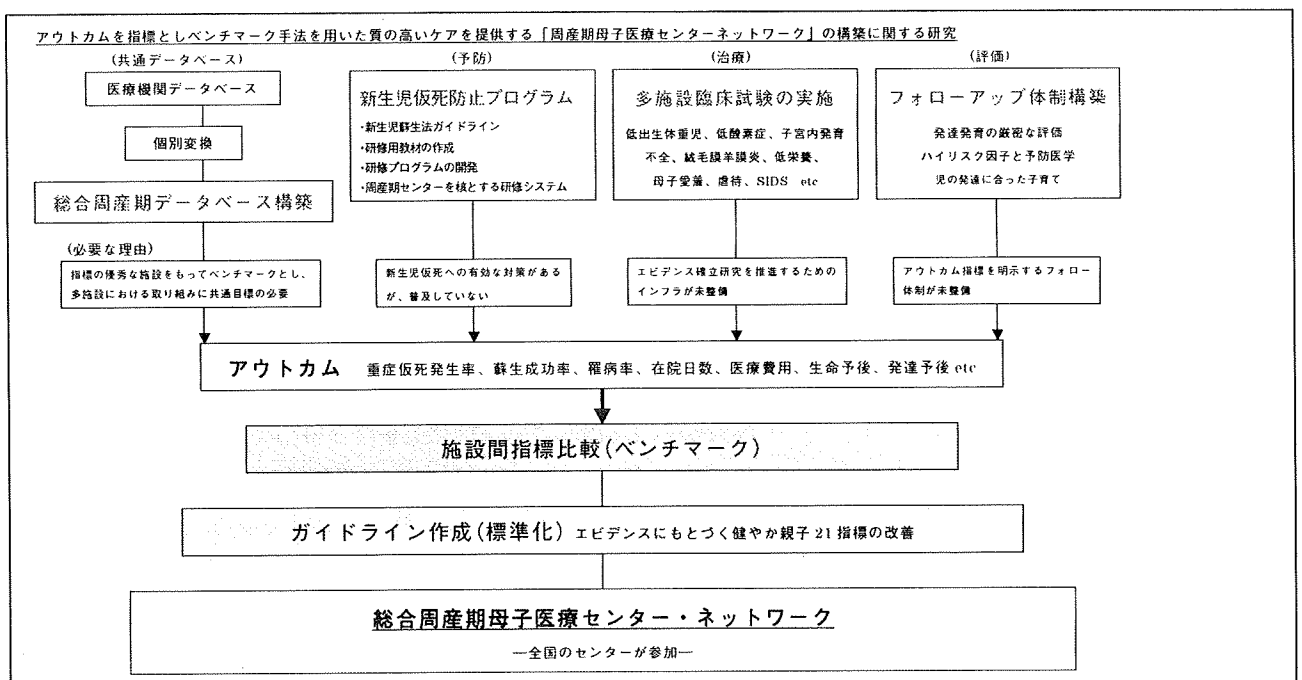 アウトカムを指標としベンチマーク手法を用いた質の高いケアを提供する「周産期母子医療センターネットワーク」の構築に関する研究
(共通データベース)
医療機関データベース
個別変換
総合周産期データベース構築
(必要な理由)
指標の優秀な施設をもってベンチマークとし、
多施設における取り組みに共通目標の必要
(予防)
新生児仮死防止プログラム
・新生児蘇生法ガイドライン
・研修用教材の作成
・研修プログラムの開発
・周産期センターを核とする研修システム
新生児仮死への有効な対策がある
が、普及していない
(治療)
多施設臨床試験の実施
低出生体重児、低酸素症、子宮内発育
不全、絨毛膜羊膜炎、低栄養、
母子愛着、虐待、SIDS etc
エビデンス確立研究を推進するための
インフラが未整備
(評価)
フォローアップ体制構築
発達発育の厳密な評価
ハイリスク因子と予防医学
児の発達に合った子育て
アウトカム指標を明示するフォロー
体制が未整備
アウトカム 重症仮死発生率、蘇生成功率、罹病率、在院日数、医療費用、生命予後、発達予後 etc
施設間指標比較(ベンチマーク)
ガイドライン作成(標準化) エビデンスにもとづく健やか親子21指標の改善
総合周産期母子医療センター・ネットワーク
―全国のセンターが参加―